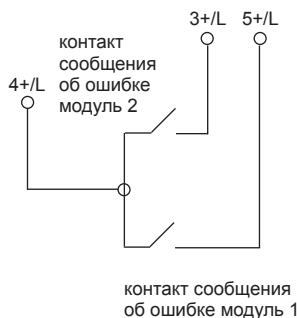 3+/L 5+/L
контакт
сообщения
4+/L об ошибке
модуль 2
контакт сообщения
об ошибке модуль 1